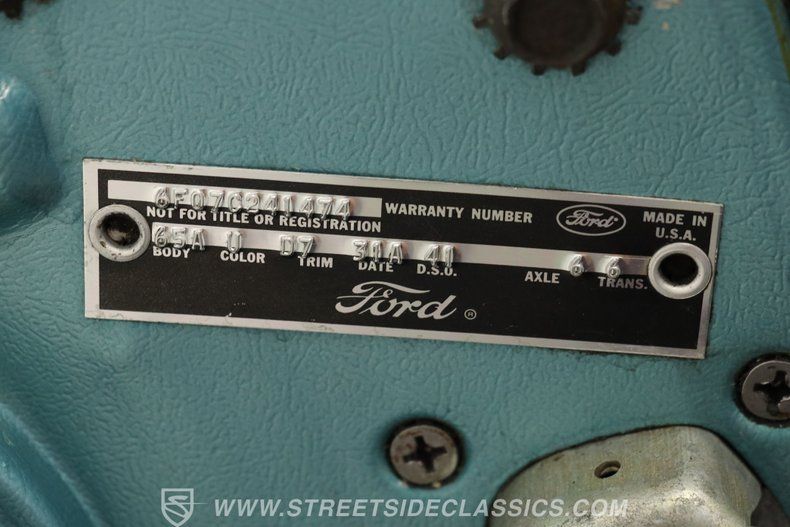 6F07C241474
NOT FOR TITLE OR REGISTRATION
WARRANTY NUMBER
Ford
MADE IN
U.S.A.
65A U D7 31A 41 6 6
BODY COLOR TRIM DATE D.S.O. AXLE TRANS.
Ford ®
WWW.STREETSIDECLASSICS.COM